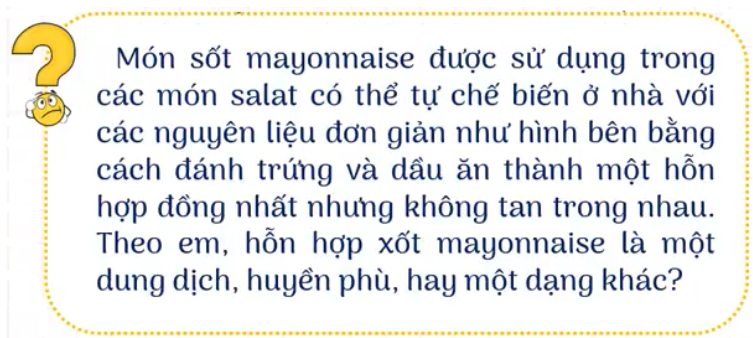 Món sốt mayonnaise được sử dụng trong
các món salat có thể tự chế biến ở nhà với
các nguyên liệu đơn giản như hình bên bằng
cách đánh trứng và dầu ăn thành một hỗn
hợp đồng nhất nhưng không tan trong nhau.
Theo em, hỗn hợp xốt mayonnaise là một
dung dịch, huyền phù, hay một dạng khác?